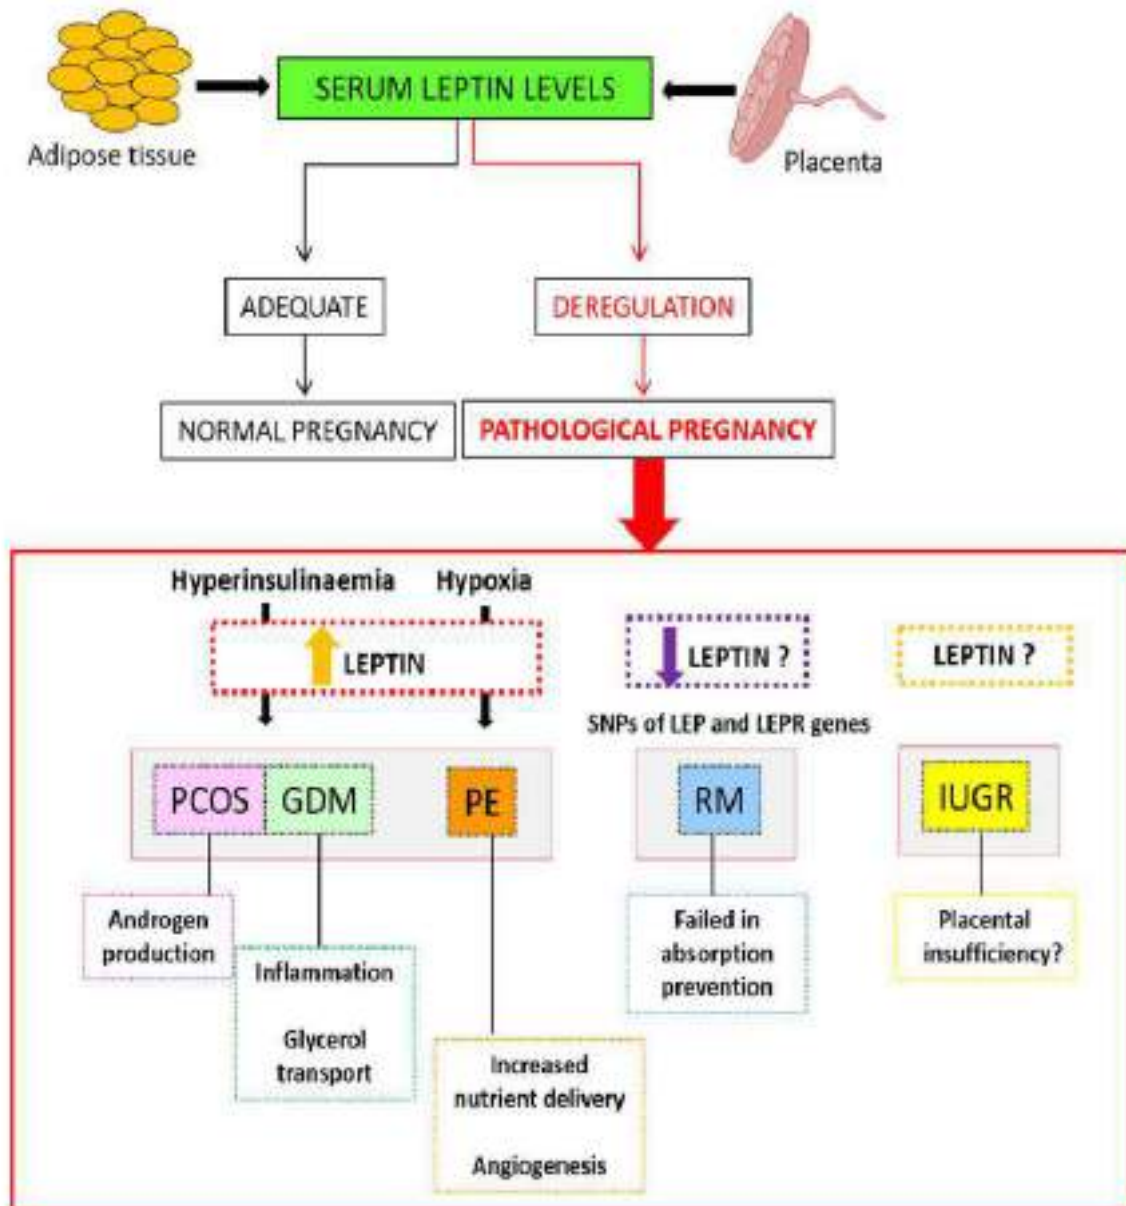 SERUM LEPTIN LEVELS
Adipose tissue
Placenta
ADEQUATE
DEREGULATION
NORMAL PREGNANCY
PATHOLOGICAL PREGNANCY
Hyperinsulinaemia
Hypoxia
LEPTIN
LEPTIN ?
LEPTIN ?
SNPs of LEP and LEPR genes
PCOS
GDM
PE
RM
IUGR
Androgen
production
Inflammation
Glycerol
transport
Increased
nutrient delivery
Angiogenesis
Failed in
absorption
prevention
Placental
insufficiency?